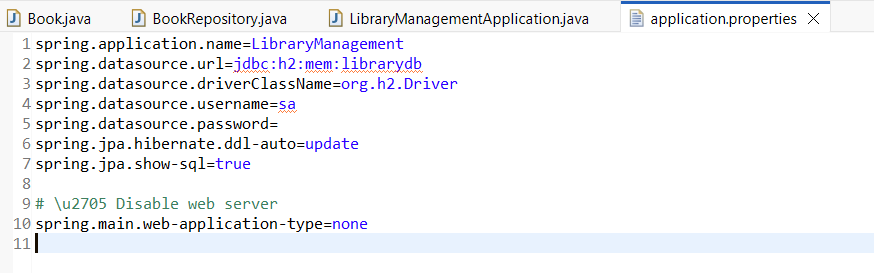 Book.java BookRepository.java LibraryManagementApplication.java application.properties
1 spring.application.name=LibraryManagement
2 spring.datasource.url=jdbc:h2:mem:librarydb
3 spring.datasource.driverClassName=org.h2.Driver
4 spring.datasource.username=sa
5 spring.datasource.password=
6 spring.jpa.hibernate.ddl-auto=update
7 spring.jpa.show-sql=true
8
9 # \u2705 Disable web server
10 spring.main.web-application-type=none
11